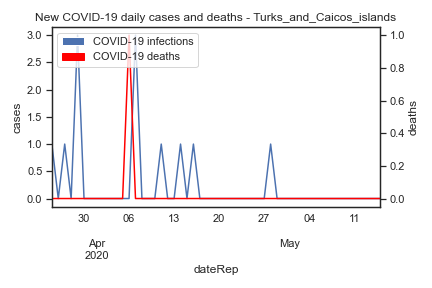 New COVID-19 daily cases and deaths - Turks_and_Caicos_islands
COVID-19 infections
COVID-19 deaths
3.0
2.5
2.0
1.5
1.0
0.5
0.0
cases
1.0
0.8
0.6
0.4
0.2
0.0
deaths
30 06 13 20 27 04 11
Apr May
2020
dateRep